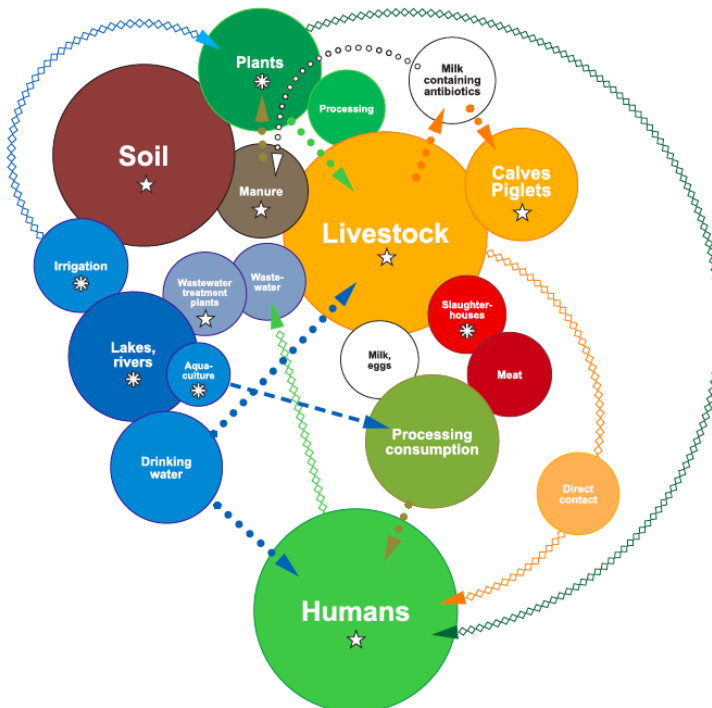 Plants
Milk
containing
antibiotics
Processing
Soil
Calves
Piglets
Manure
Livestock
Irrigation
Wastewater
treatment
plants
Waste-
water
Slaughter-
houses
Lakes,
rivers
Aqua-
culture
Milk,
eggs
Meat
Processing
consumption
Drinking
water
Direct
contact
Humans